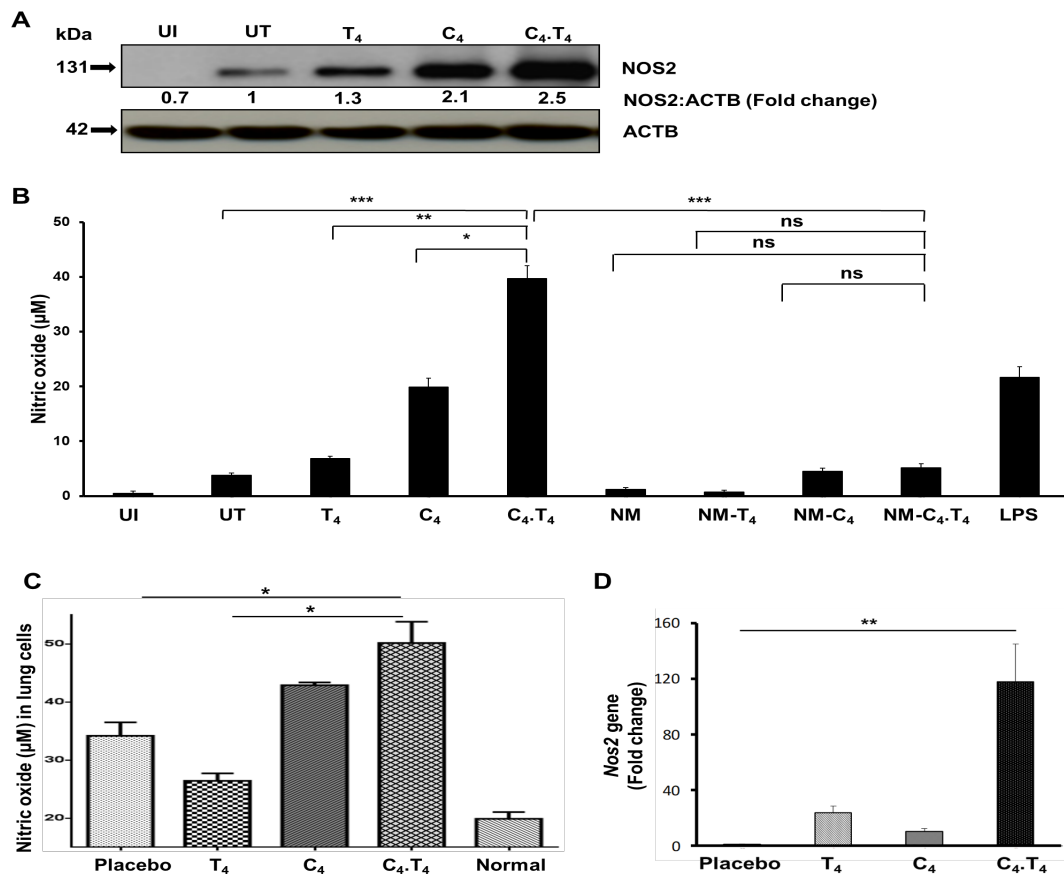 A
kDa UI UT T₄ C₄ C₄.T₄
131 NOS2
0.7 1 1.3 2.1 2.5 NOS2:ACTB (Fold change)
42 ACTB
B
Nitric oxide (µM)
50
40
30
20
10
0
*** ***
** ns
* ns
ns
UI UT T₄ C₄ C₄.T₄ NM NM-T₄ NM-C₄ NM-C₄.T₄ LPS
C
Nitric oxide (µM) in lung cells
50
40
30
20
*
*
Placebo T₄ C₄ C₄.T₄ Normal
D
Nos2 gene
(Fold change)
160
120
80
40
0
**
Placebo T₄ C₄ C₄.T₄